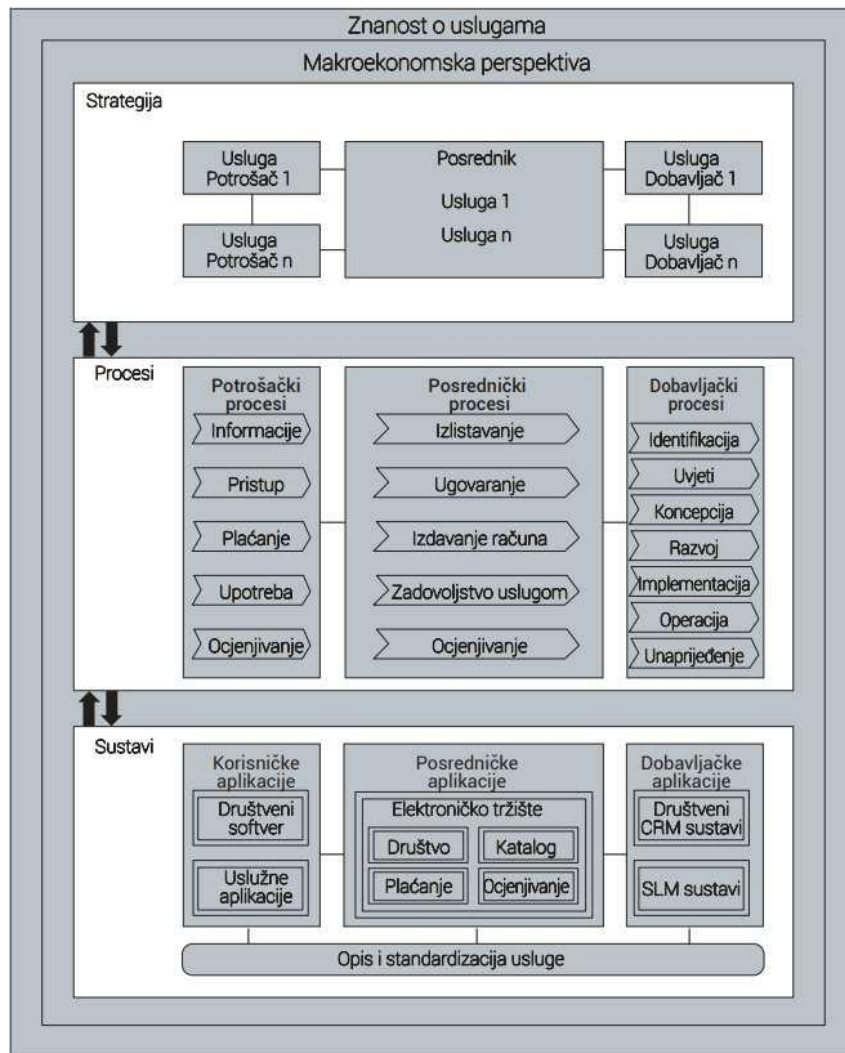 Znanost o uslugama
Makroekonomska perspektiva
Strategija
Usluga
Potrošač 1
Usluga
Potrošač n
Posrednik
Usluga 1
Usluga n
Usluga
Dobavljač 1
Usluga
Dobavljač n
Procesi
Potrošački
procesi
Informacije
Pristup
Plaćanje
Upotreba
Ocjenjivanje
Posrednički
procesi
Izlistavanje
Ugovaranje
Izdavanje računa
Zadovoljstvo uslugom
Ocjenjivanje
Dobavljački
procesi
Identifikacija
Uvjeti
Koncepcija
Razvoj
Implementacija
Operacija
Unaprijeđenje
Sustavi
Korisničke
aplikacije
Društveni
softver
Uslužne
aplikacije
Posredničke
aplikacije
Elektroničko tržište
Društvo
Katalog
Plaćanje
Ocjenjivanje
Dobavljačke
aplikacije
Društveni
CRM sustavi
SLM sustavi
Opis i standardizacija usluge